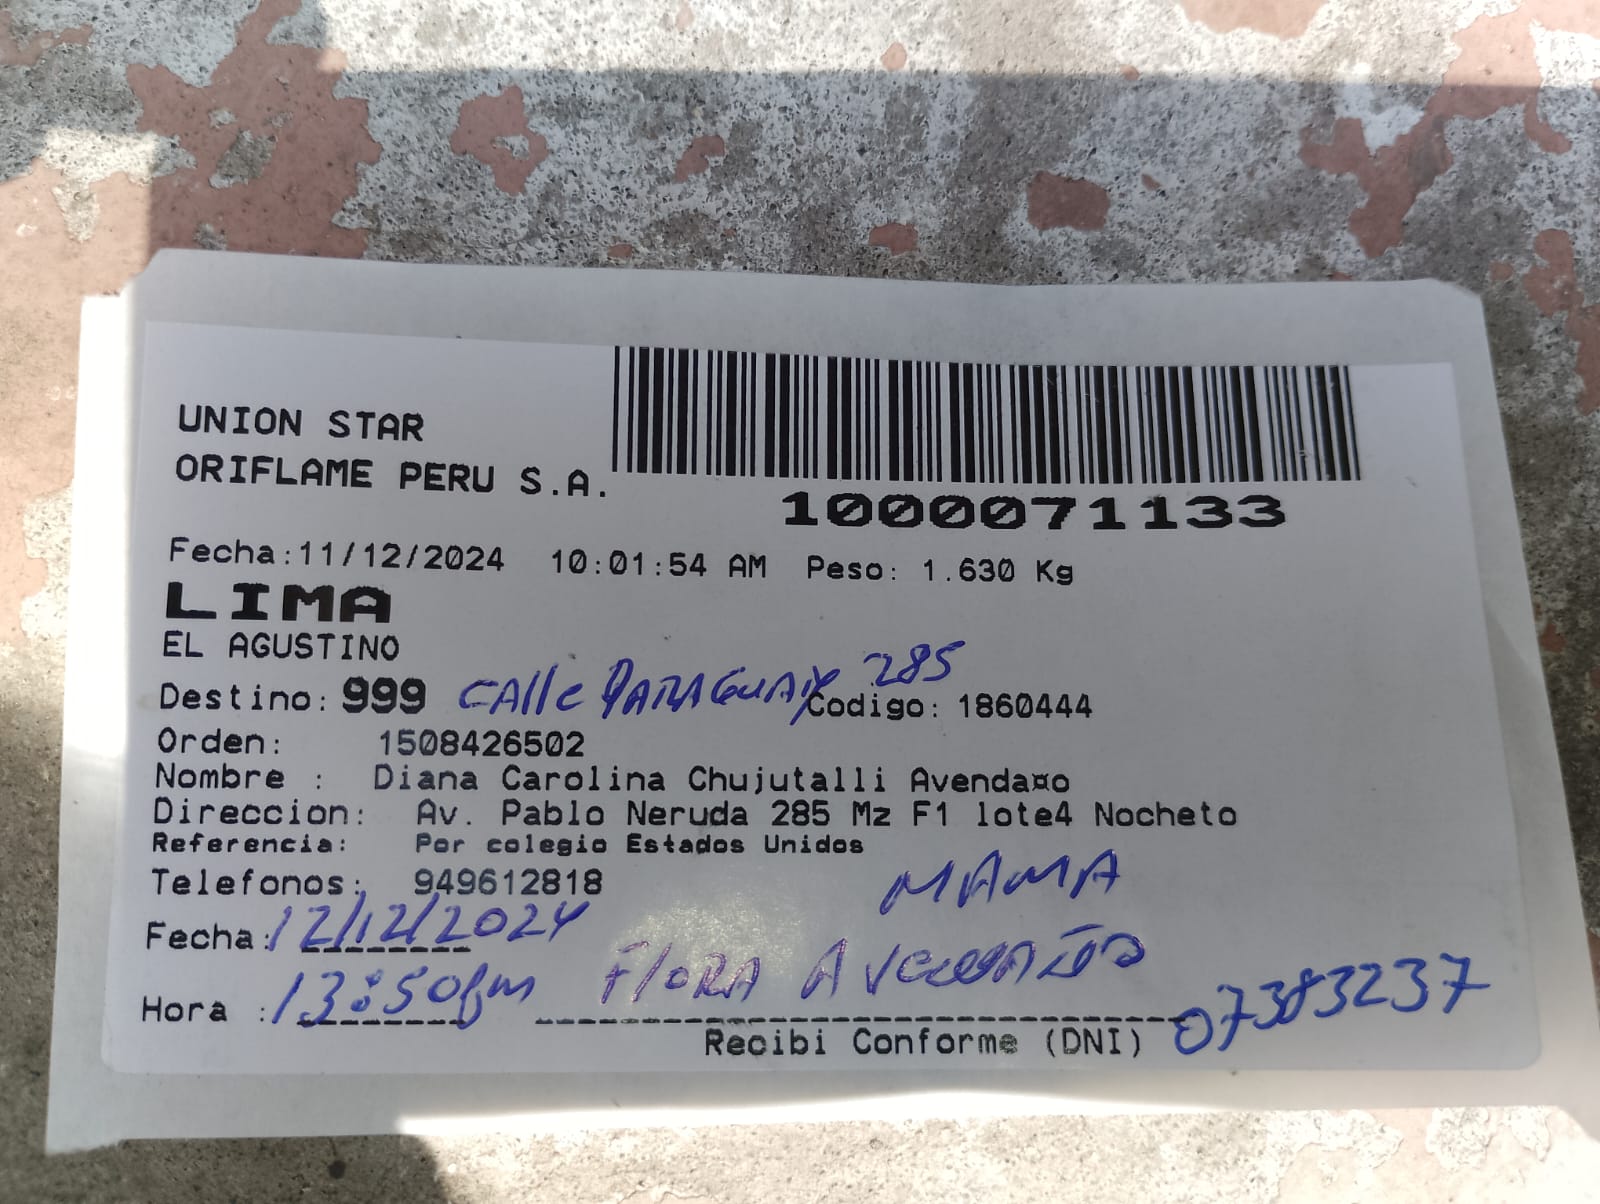 UNION STAR
ORIFLAME PERU S.A.
1000071133
Fecha:11/12/2024 10:01:54 AM Peso: 1.630 Kg
LIMA
EL AGUSTINO
Destino: 999 CAlle PARAGUAY 285 Codigo: 1860444
Orden: 1508426502
Nombre : Diana Carolina Chujutalli Avenda¤o
Direccion: Av. Pablo Neruda 285 Mz F1 lote4 Nocheto
Referencia: Por colegio Estados Unidos
Telefonos: 949612818
MAMA
Fecha: 12/12/2024
Hora : 13:50pm FlORA AVENDAÑO
07383237
Recibi Conforme (DNI)